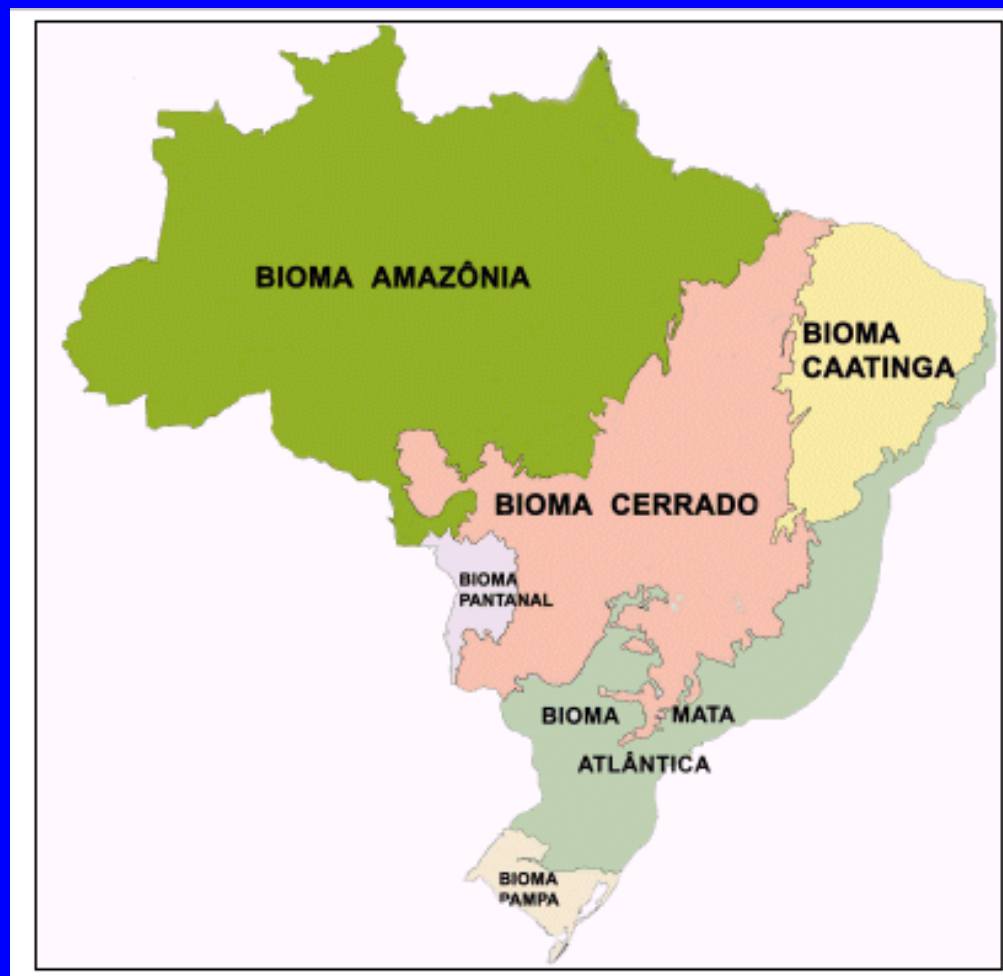 BIOMA AMAZÔNIA
BIOMA
CAATINGA
BIOMA CERRADO
BIOMA
PANTANAL
BIOMA MATA
ATLÂNTICA
BIOMA
PAMPA